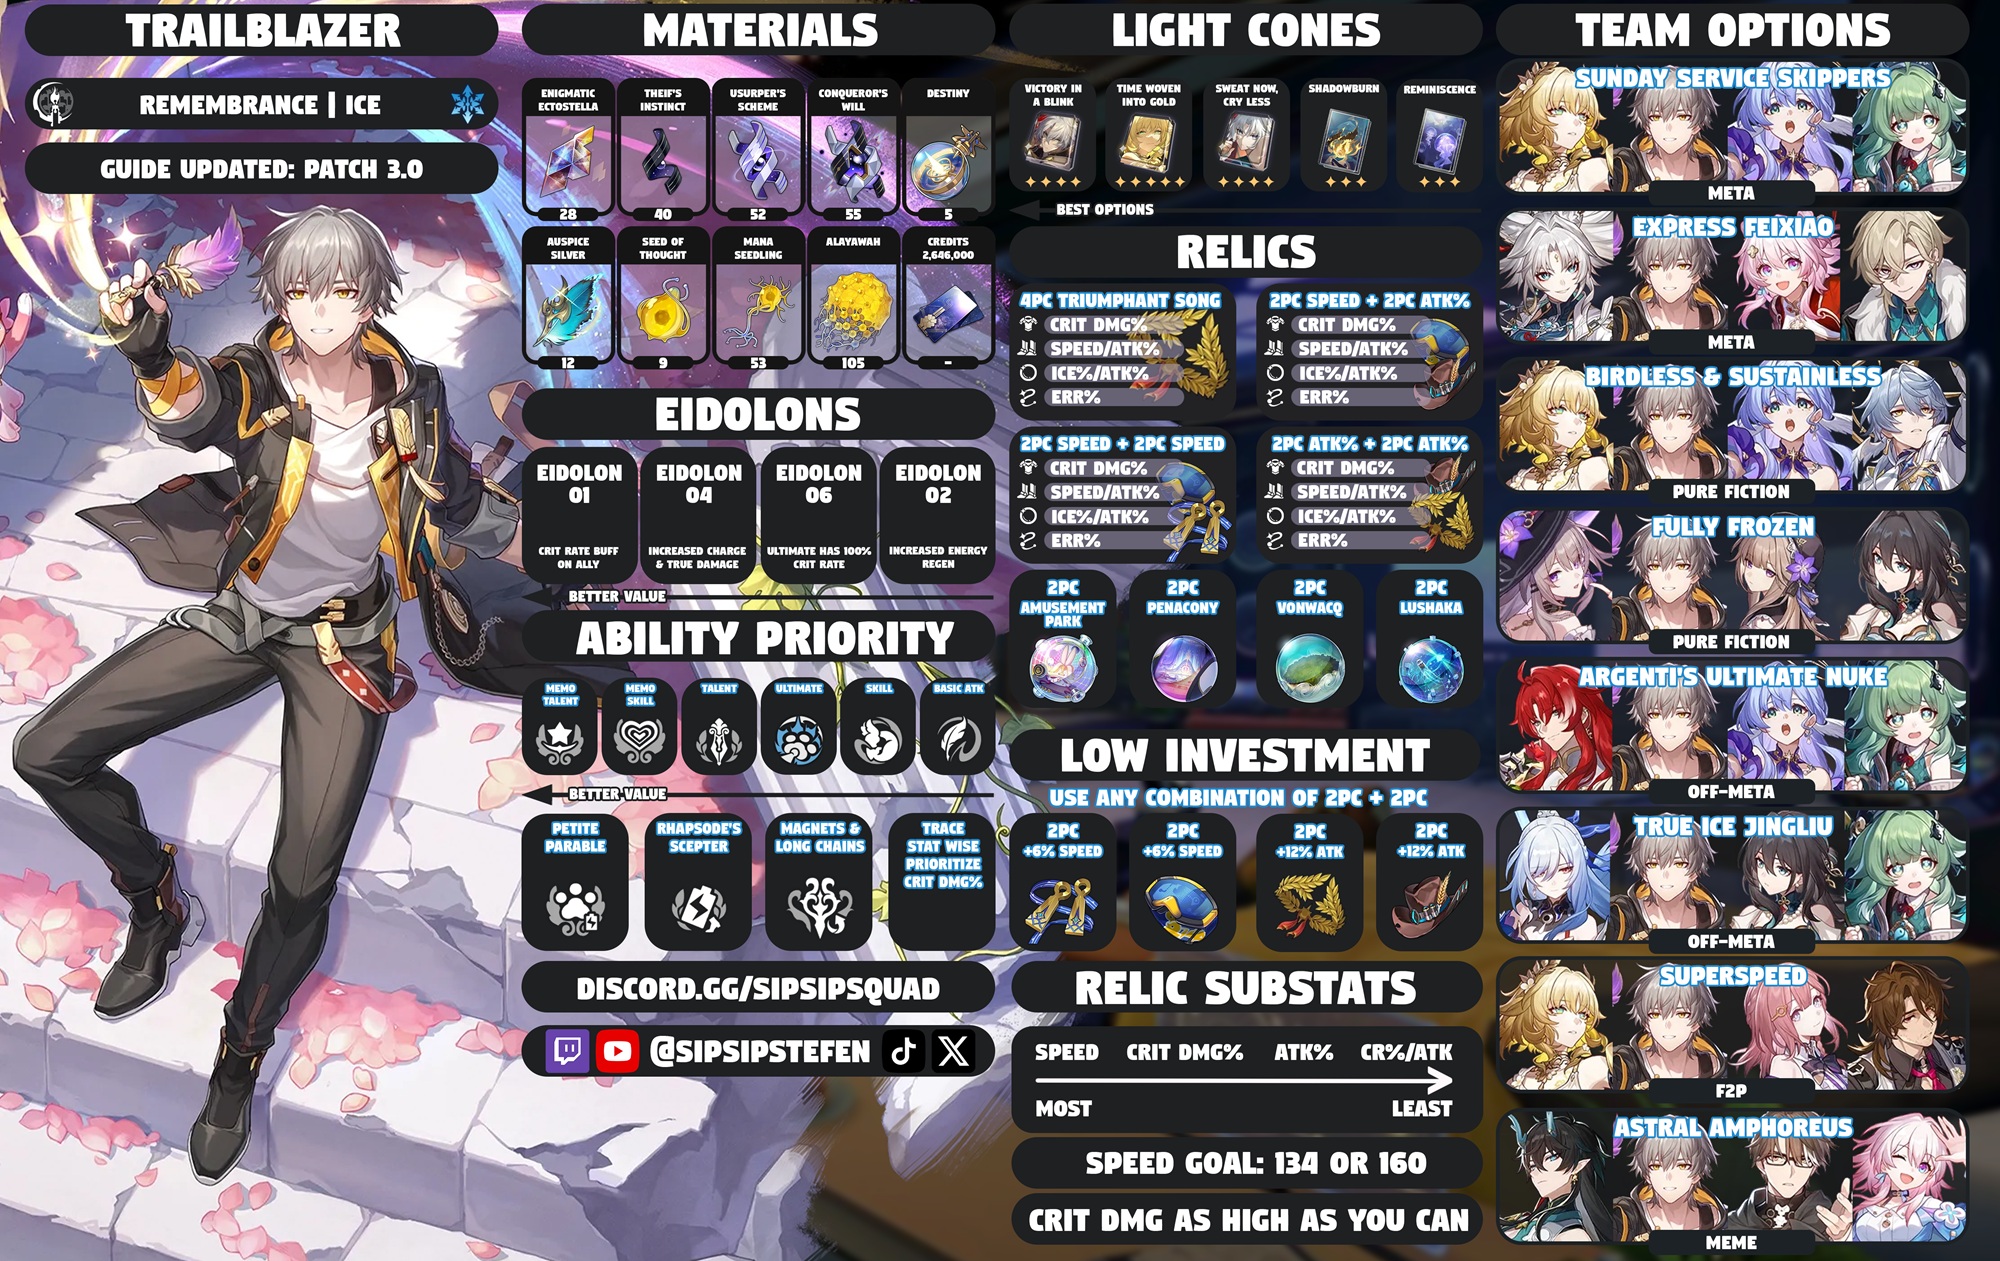 TRAILBLAZER
REMEMBRANCE | ICE
GUIDE UPDATED: PATCH 3.0
MATERIALS
ENIGMATIC
ECTOSTELLA
28
THEIF'S
INSTINCT
40
USURPER'S
SCHEME
52
CONQUEROR'S
WILL
55
DESTINY
5
AUSPICE
SILVER
12
SEED OF
THOUGHT
9
MANA
SEEDLING
53
ALAYAWAH
105
CREDITS
2,646,000
-
EIDOLONS
EIDOLON
01
CRIT RATE BUFF
ON ALLY
EIDOLON
04
INCREASED CHARGE
& TRUE DAMAGE
EIDOLON
06
ULTIMATE HAS 100%
CRIT RATE
EIDOLON
02
INCREASED ENERGY
REGEN
BETTER VALUE
ABILITY PRIORITY
MEMO
TALENT
MEMO
SKILL
TALENT
ULTIMATE
SKILL
BASIC ATK
BETTER VALUE
PETITE
PARABLE
RHAPSODE'S
SCEPTER
MAGNETS &
LONG CHAINS
TRACE
STAT WISE
PRIORITIZE
CRIT DMG%
DISCORD.GG/SIPSIPSQUAD
@SIPSIPSTEFEN
LIGHT CONES
VICTORY IN
A BLINK
TIME WOVEN
INTO GOLD
SWEAT NOW,
CRY LESS
SHADOWBURN
REMINISCENCE
BEST OPTIONS
RELICS
4PC TRIUMPHANT SONG
CRIT DMG%
SPEED/ATK%
ICE%/ATK%
ERR%
2PC SPEED + 2PC ATK%
CRIT DMG%
SPEED/ATK%
ICE%/ATK%
ERR%
2PC SPEED + 2PC SPEED
CRIT DMG%
SPEED/ATK%
ICE%/ATK%
ERR%
2PC ATK% + 2PC ATK%
CRIT DMG%
SPEED/ATK%
ICE%/ATK%
ERR%
2PC
AMUSEMENT
PARK
2PC
PENACONY
2PC
VONWACQ
2PC
LUSHAKA
LOW INVESTMENT
USE ANY COMBINATION OF 2PC + 2PC
2PC
+6% SPEED
2PC
+6% SPEED
2PC
+12% ATK
2PC
+12% ATK
RELIC SUBSTATS
SPEED CRIT DMG% ATK% CR%/ATK
MOST LEAST
SPEED GOAL: 134 OR 160
CRIT DMG AS HIGH AS YOU CAN
TEAM OPTIONS
SUNDAY SERVICE SKIPPERS
META
EXPRESS FEIXIAO
META
BIRDLESS & SUSTAINLESS
PURE FICTION
FULLY FROZEN
PURE FICTION
ARGENTI'S ULTIMATE NUKE
OFF-META
TRUE ICE JINGLIU
OFF-META
SUPERSPEED
F2P
ASTRAL AMPHOREUS
MEME